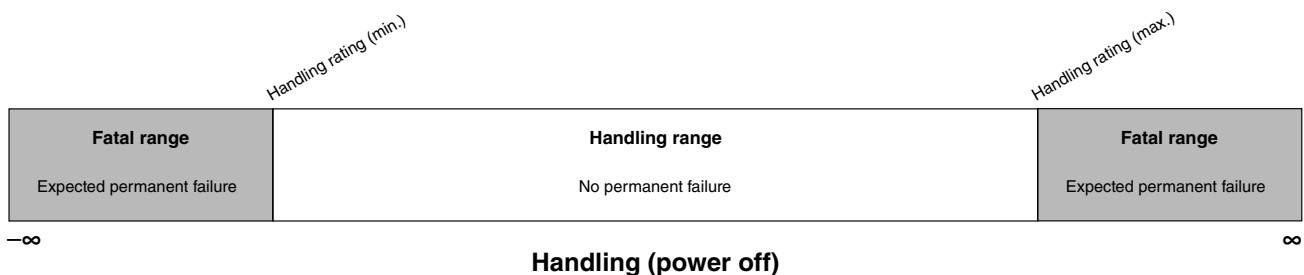 Handling rating (min.)
Handling rating (max.)
Fatal range
Handling range
Fatal range
Expected permanent failure
No permanent failure
Expected permanent failure
–∞
∞
Handling (power off)